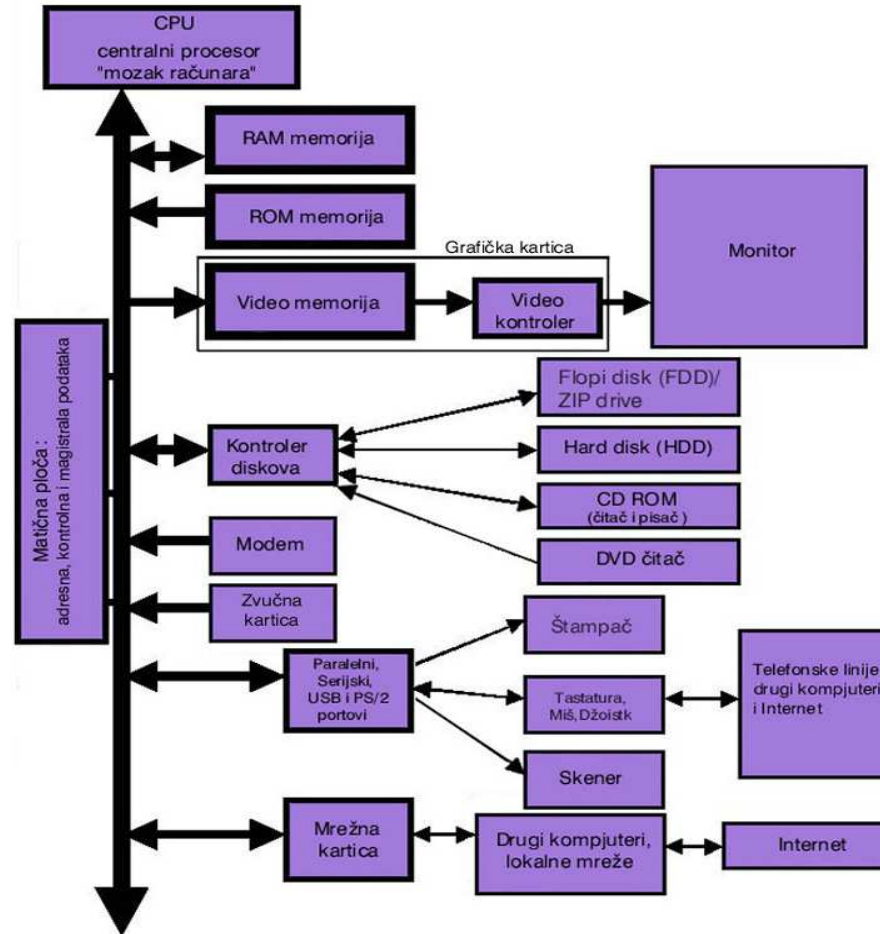 CPU
centralni procesor
"mozak računara"
RAM memorija
ROM memorija
Grafička kartica
Video memorija
Video
kontroler
Monitor
Matična ploča :
adresna, kontrolna i magistrala podataka
Kontroler
diskova
Flopi disk (FDD)/
ZIP drive
Hard disk (HDD)
CD ROM
(čitač i pisač )
DVD čitač
Modem
Zvučna
kartica
Paralelni,
Serijski,
USB i PS/2
portovi
Štampač
Tastatura,
Miš,Džoistk
Skener
Telefonske linije
drugi kompjuteri
i Internet
Mrežna
kartica
Drugi kompjuteri,
lokalne mreže
Internet